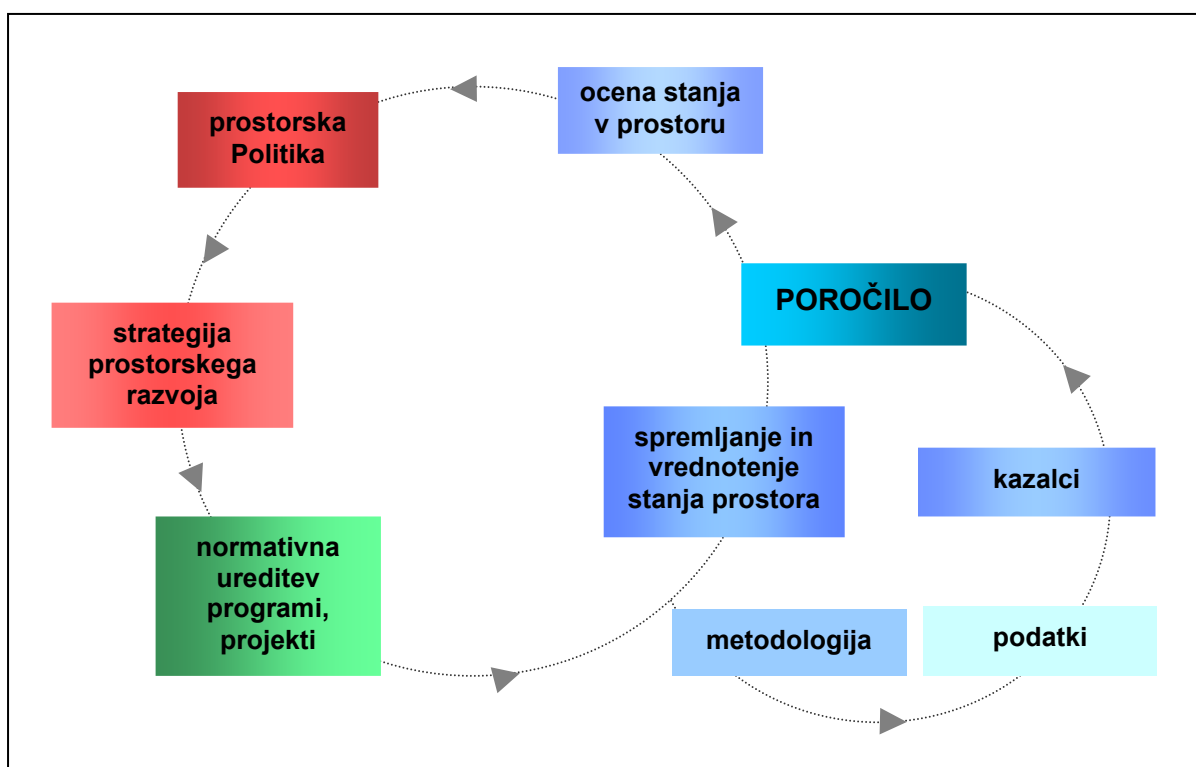 ocena stanja
v prostoru
prostorska
Politika
POROČILO
strategija
prostorskega
razvoja
spremljanje in
vrednotenje
stanja prostora
kazalci
normativna
ureditev
programi,
projekti
metodologija
podatki